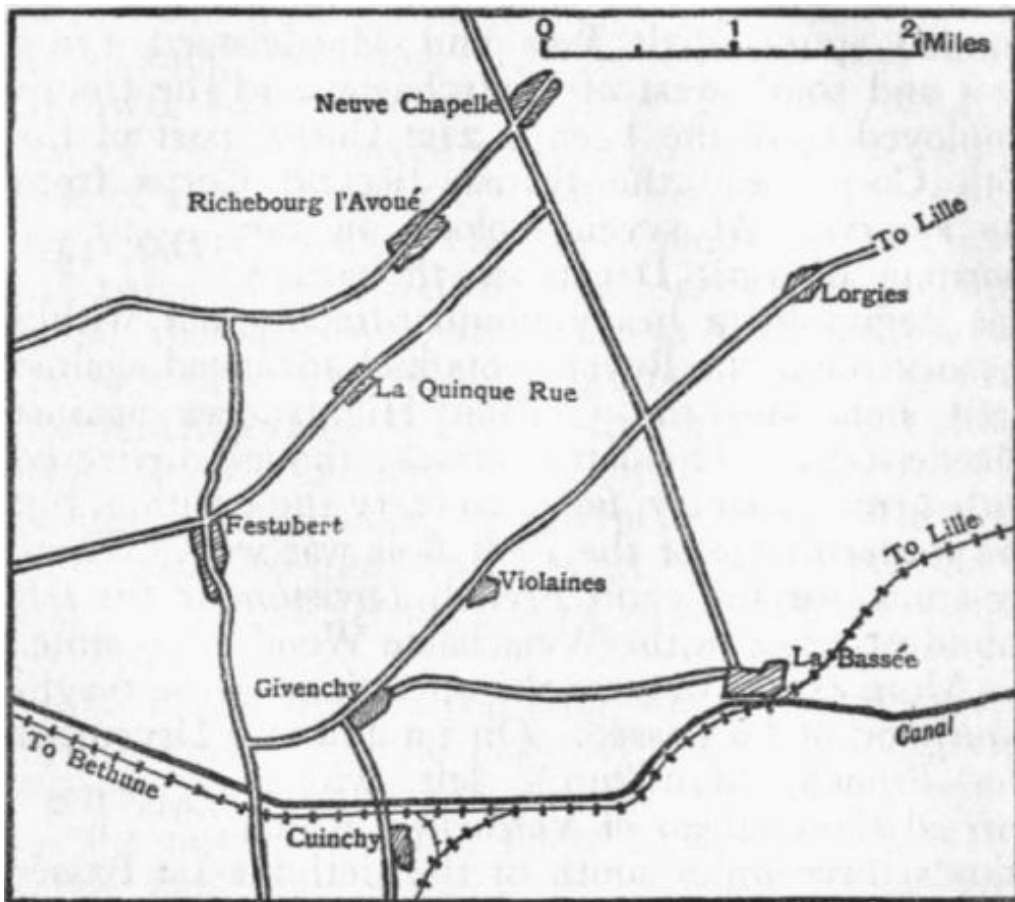 0 1 2 Miles
Neuve Chapelle
Richebourg l'Avoué
To Lille
Lorgies
La Quinque Rue
Festubert
To Lille
Violaines
La Bassée
Givenchy
Canal
To Bethune
Cuinchy